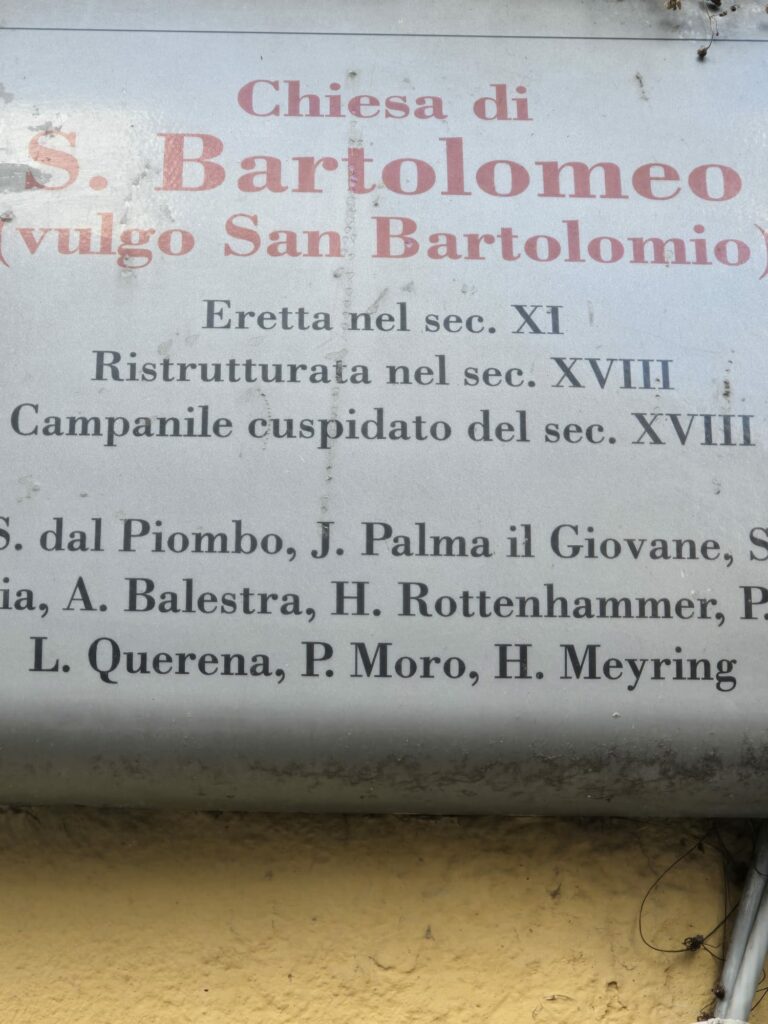 Chiesa di
S. Bartolomeo
(vulgo San Bartolomio)
Eretta nel sec. XI
Ristrutturata nel sec. XVIII
Campanile cuspidato del sec. XVIII
S. dal Piombo, J. Palma il Giovane, S
ia, A. Balestra, H. Rottenhammer, P.
L. Querena, P. Moro, H. Meyring